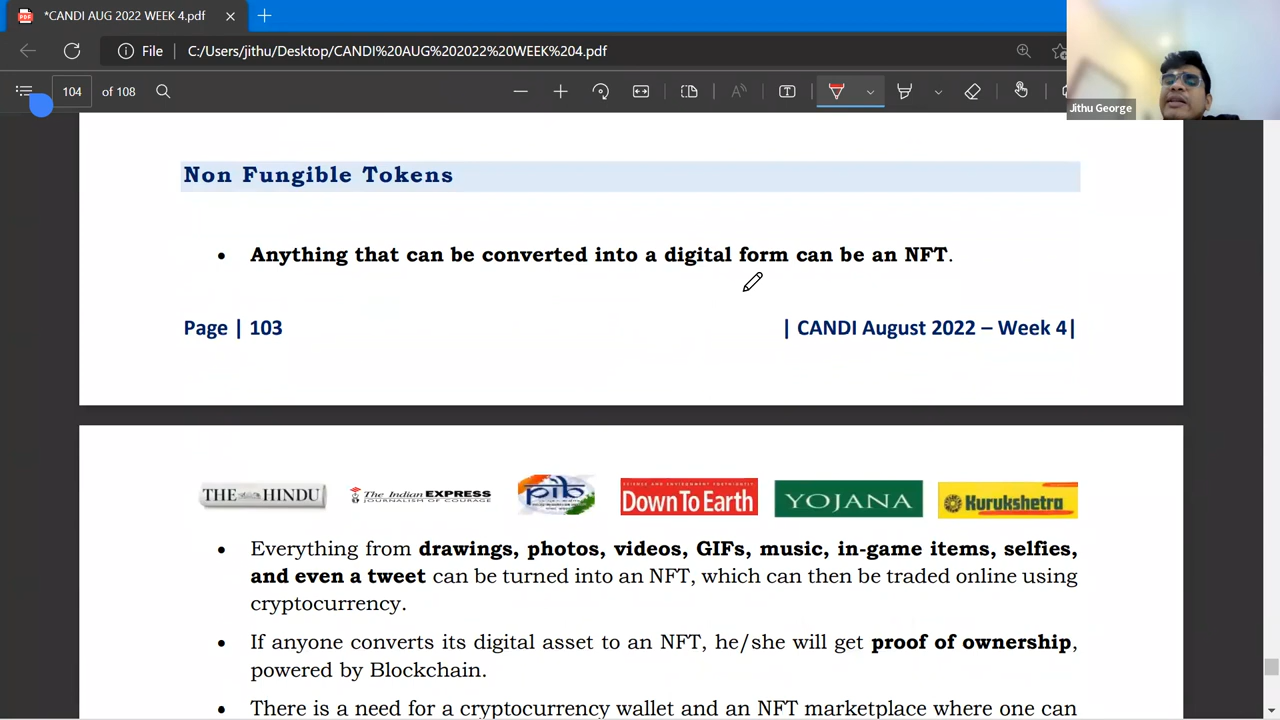 *CANDI AUG 2022 WEEK 4.pdf
File
C:/Users/jithu/Desktop/CANDI%20AUG%202022%20WEEK%204.pdf
104 of 108
Jithu George
Non Fungible Tokens
• Anything that can be converted into a digital form can be an NFT.
Page | 103
| CANDI August 2022 – Week 4|
THE HINDU
The Indian EXPRESS
JOURNALISM OF COURAGE
pib
DownToEarth
YOJANA
Kurukshetra
• Everything from drawings, photos, videos, GIFs, music, in-game items, selfies,
and even a tweet can be turned into an NFT, which can then be traded online using
cryptocurrency.
• If anyone converts its digital asset to an NFT, he/she will get proof of ownership,
powered by Blockchain.
• There is a need for a cryptocurrency wallet and an NFT marketplace where one can